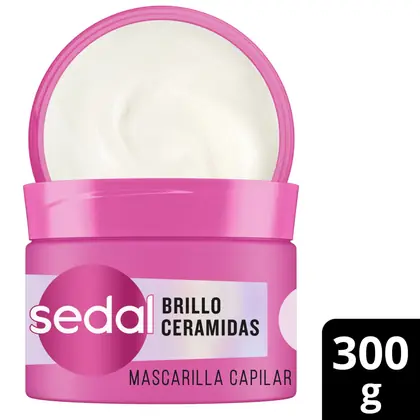 sedal
BRILLO
CERAMIDAS
MASCARILLA CAPILAR
300
g